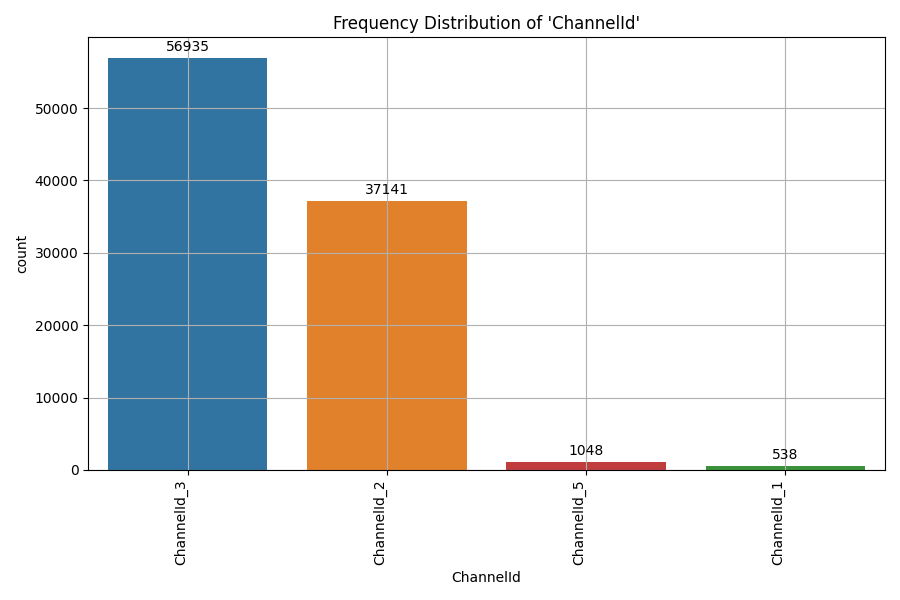 Frequency Distribution of 'ChannelId'
56935
37141
1048
538
50000
40000
30000
20000
10000
0
count
ChannelId_3
ChannelId_2
ChannelId_5
ChannelId_1
ChannelId